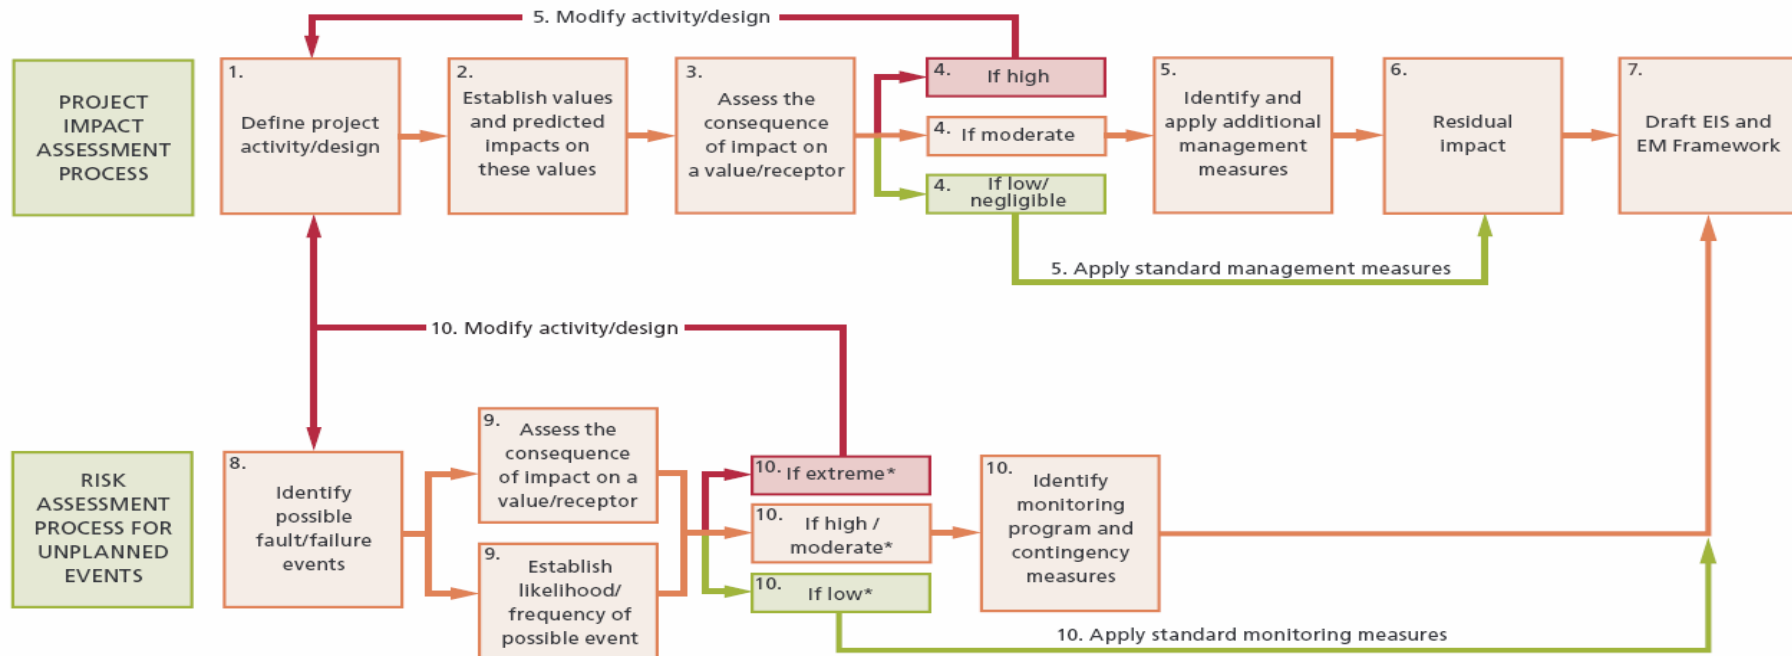 5. Modify activity/design
PROJECT
IMPACT
ASSESSMENT
PROCESS
1.
Define project
activity/design
2.
Establish values
and predicted
impacts on
these values
3.
Assess the
consequence
of impact on
a value/receptor
4. If high
4. If moderate
4. If low/
negligible
5.
Identify and
apply additional
management
measures
6.
Residual
impact
7.
Draft EIS and
EM Framework
5. Apply standard management measures
10. Modify activity/design
RISK
ASSESSMENT
PROCESS FOR
UNPLANNED
EVENTS
8.
Identify
possible
fault/failure
events
9.
Assess the
consequence
of impact on a
value/receptor
9.
Establish
likelihood/
frequency of
possible event
10. If extreme*
10. If high /
moderate*
10. If low*
10.
Identify
monitoring
program and
contingency
measures
10. Apply standard monitoring measures